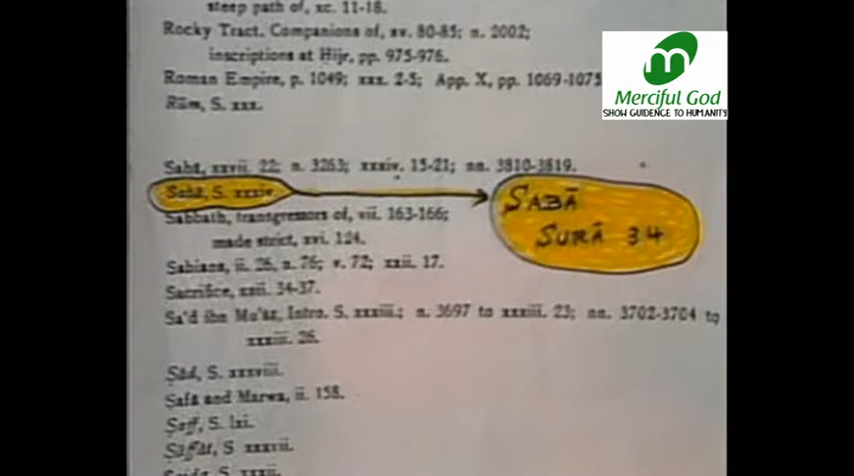 steep path of, xc. 11-18.
Rocky Tract. Companions of, xv. 80-85; n. 2002;
inscriptions at Hijr, pp. 975-976.
Roman Empire, p. 1049; xxx. 2-5; App. X, pp. 1069-1075
Rūm, S. xxx.
Merciful God
SHOW GUIDENCE TO HUMANITY
Sabā, xxvii. 22; n. 3263; xxxiv. 15-21; nn. 3810-3819.
Sabā, S. xxxiv
SABĀ
SURĀ 34
Sabbath, transgressors of, vii. 163-166;
made strict, xvi. 124.
Sabians, ii. 26, n. 76; v. 72; xxii. 17.
Sacrifice, xxii. 34-37.
Sa'd ibn Mu'āz, Intro. S. xxxiii.; n. 3697 to xxxiii. 23; nn. 3702-3704 to
xxxiii. 26.
Ṣād, S. xxxviii.
Ṣafā and Marwa, ii. 158.
Ṣaff, S. lxi.
Ṣāffāt, S xxxvii.
S. xxxii.